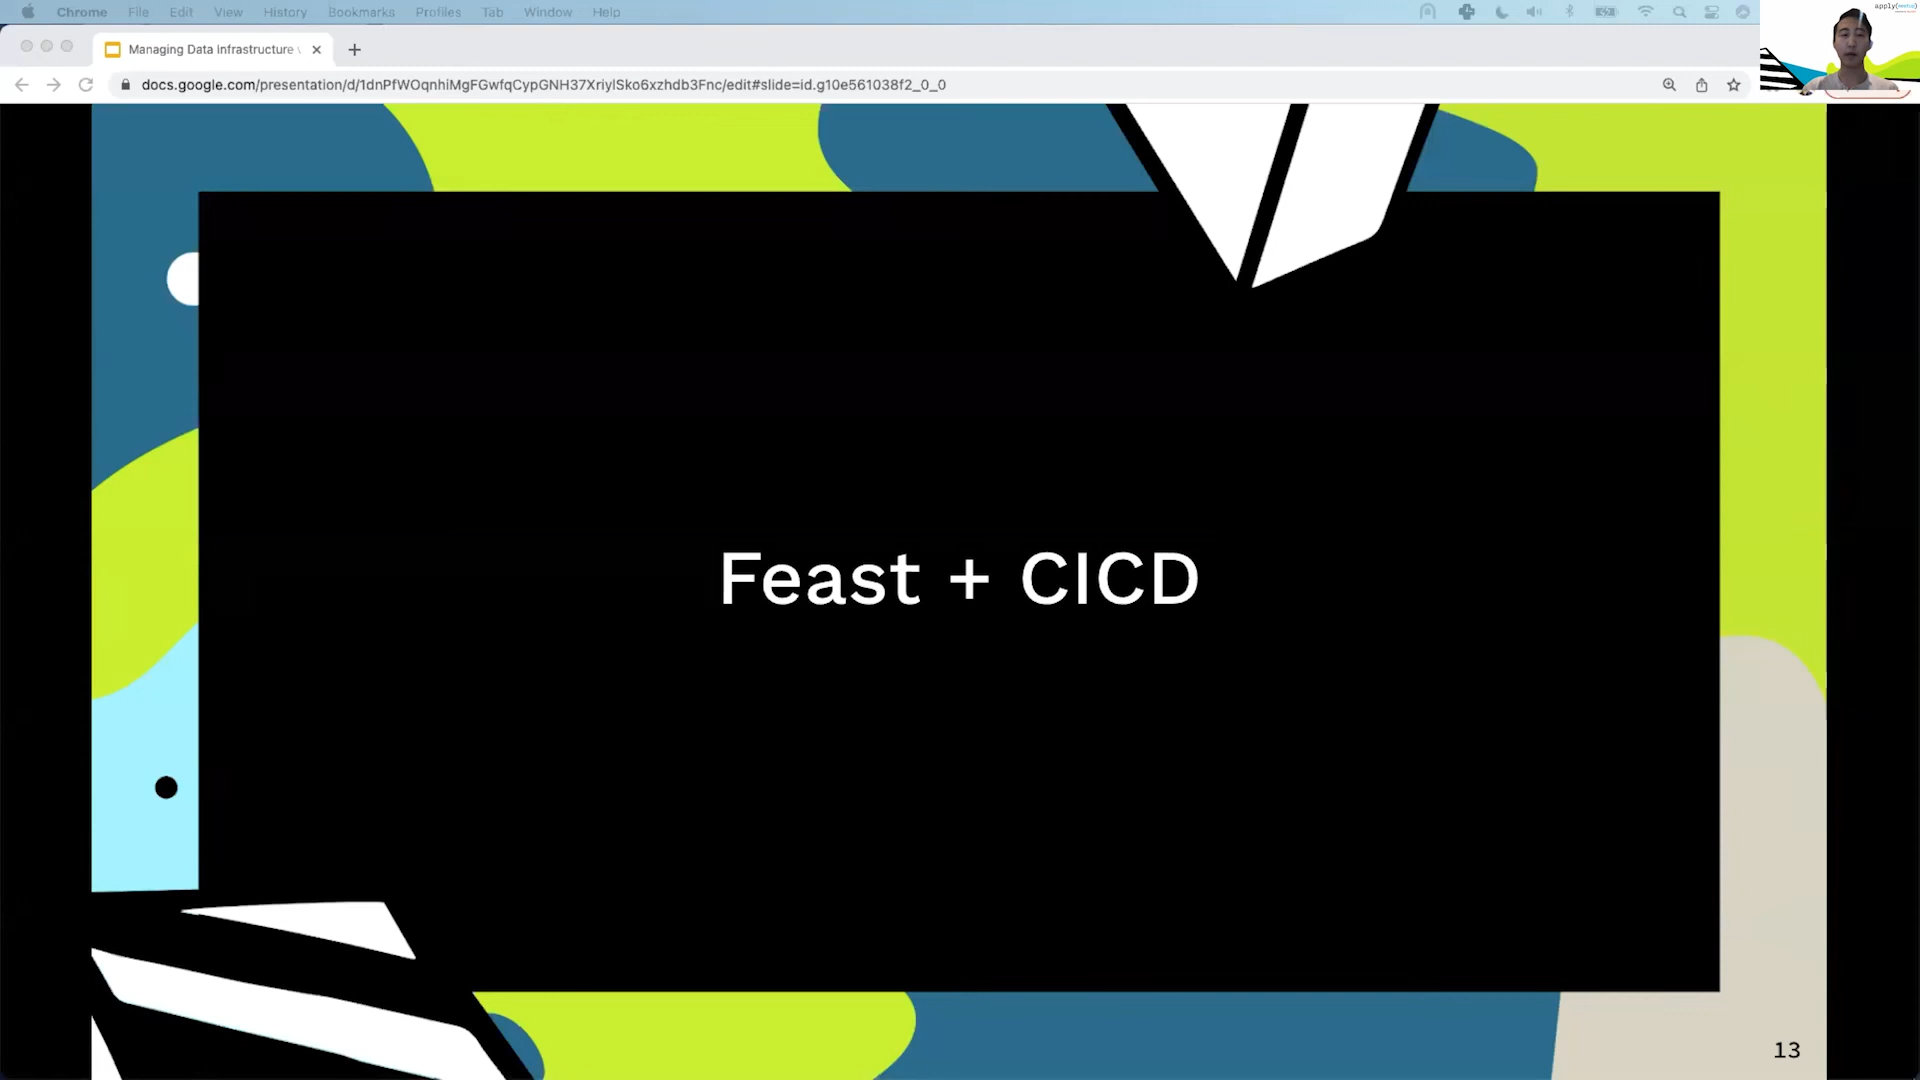 Chrome File Edit View History Bookmarks Profiles Tab Window Help
Managing Data Infrastructure
docs.google.com/presentation/d/1dnPfWOqnhiMgFGwfqCypGNH37XriylSko6xzhdb3Fnc/edit#slide=id.g10e561038f2_0_0
Feast + CICD
13